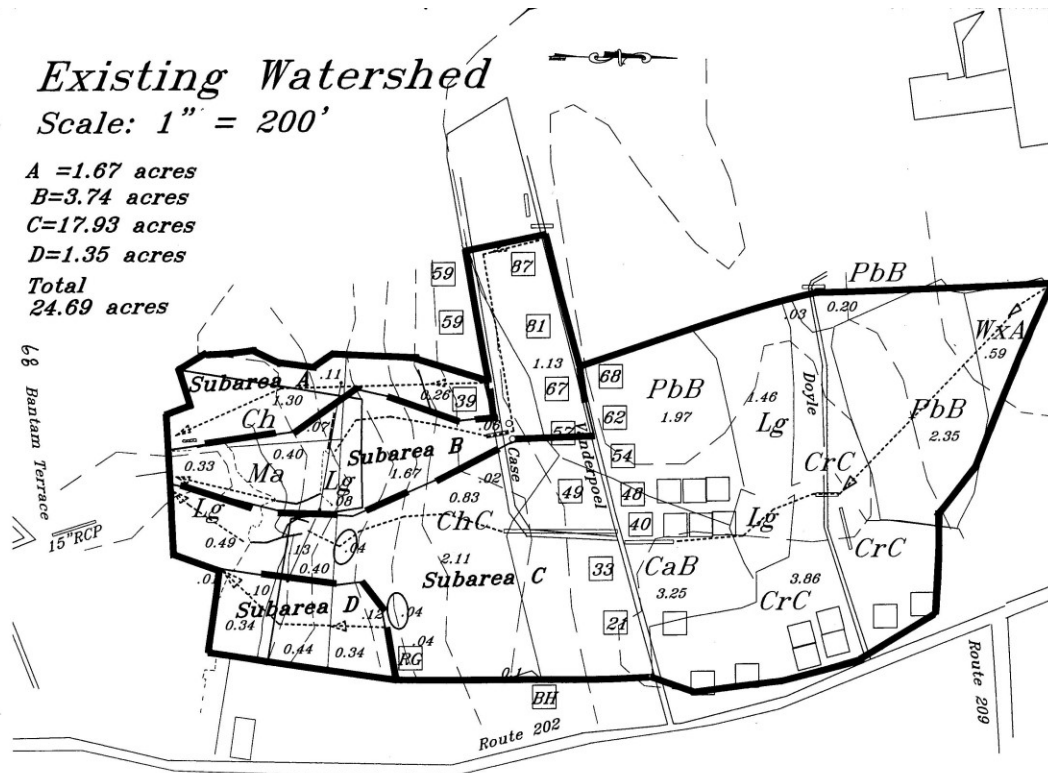 Existing Watershed
Scale: 1" = 200'
A =1.67 acres
B=3.74 acres
C=17.93 acres
D=1.35 acres
Total
24.69 acres
68 Bantam Terrace
15"RCP
59
59
87
81
1.13
67
57
39
Subarea A
.11
0.26
1.30
Ch
.07
.06
Subarea B
0.33
0.40
Ma
Lg
1.67
.08
.02
Case
Vanderpoel
68
62
54
49
48
40
33
21
PbB
1.97
1.46
Lg
.03
0.20
PbB
WxA
.59
PbB
2.35
Doyle
CrC
Lg
CrC
3.86
CrC
CaB
3.25
0.83
ChC
2.11
Subarea C
Lg
0.49
.13
0.40
.04
.01
.10
Subarea D
.12
.04
.04
0.34
0.44
0.34
RG
0.1
BH
Route 202
Route 209